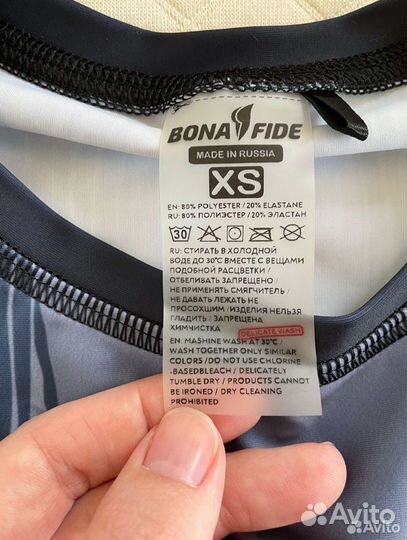 BONA FIDE
MADE IN RUSSIA
XS
EN: 80% POLYESTER / 20% ELASTANE
RU: 80% ПОЛИЭСТЕР / 20% ЭЛАСТАН
30
RU: СТИРАТЬ В ХОЛОДНОЙ
ВОДЕ ДО 30°C ВМЕСТЕ С ВЕЩАМИ
ПОДОБНОЙ РАСЦВЕТКИ /
ОТБЕЛИВАТЬ ЗАПРЕЩЕНО /
НЕ ПРИМЕНЯТЬ СМЯГЧИТЕЛЬ /
НЕ ДАВАТЬ ЛЕЖАТЬ НЕ
ПРОСОХШИМ / ИЗДЕЛИЯ НЕЛЬЗЯ
ГЛАДИТЬ / ЗАПРЕЩЕНА
ХИМЧИСТКА DELICATE WASH
EN: MASHINE WASH AT 30°C /
WASH TOGETHER ONLY SIMILAR
COLORS / DO NOT USE CHLORINE
-BASEDBLEACH / DELICATELY
TUMBLE DRY / PRODUCTS CANNOT
BE IRONED / DRY CLEANING
PROHIBITED
Avito
Avito